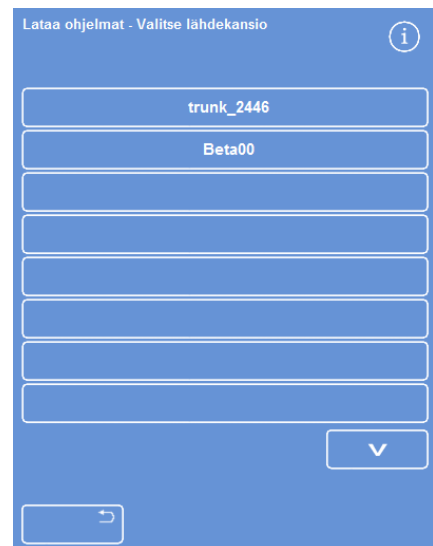 Lataa ohjelmat - Valitse lähdekansio
i
trunk_2446
Beta00